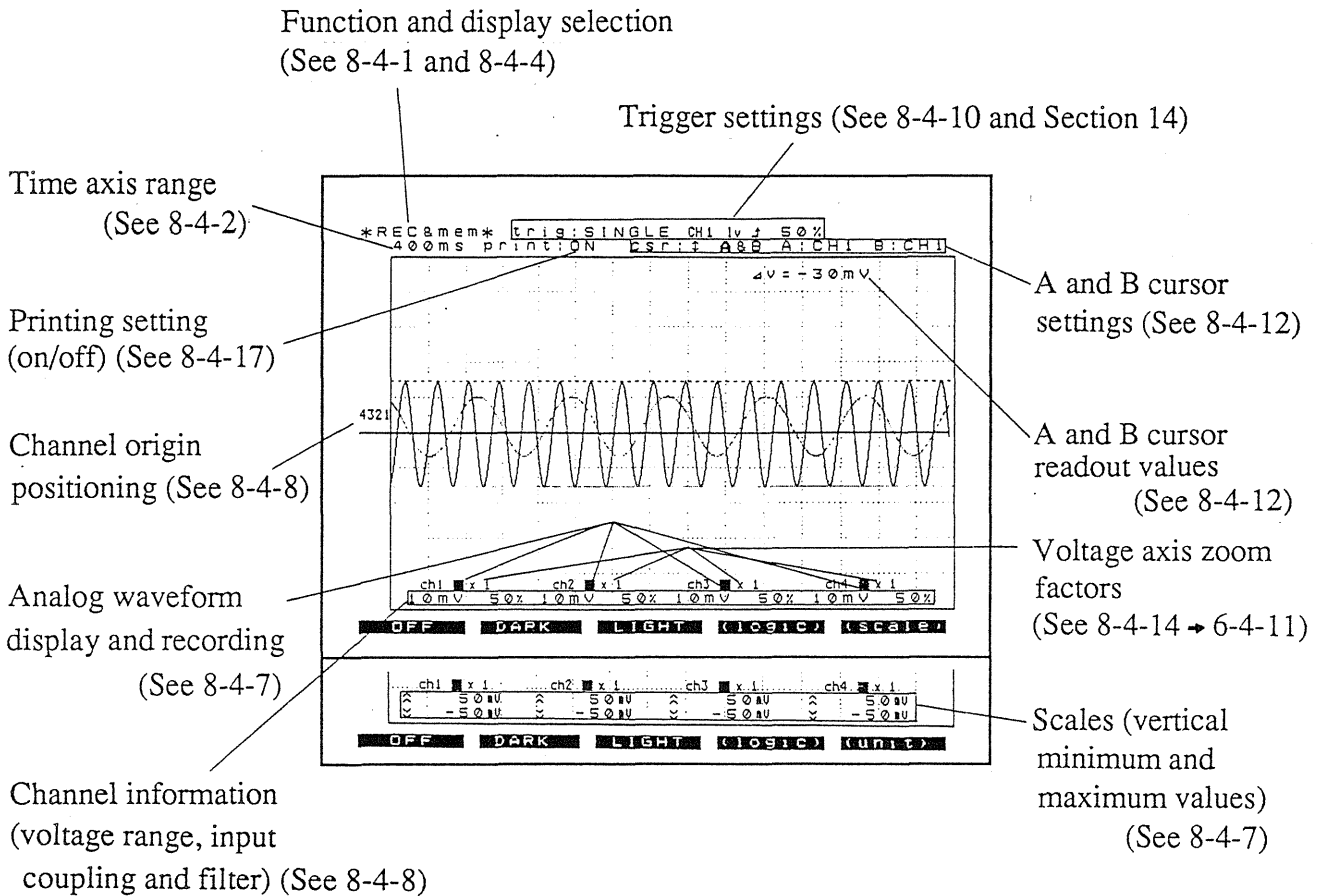 Function and display selection
(See 8-4-1 and 8-4-4)
Trigger settings (See 8-4-10 and Section 14)
Time axis range
(See 8-4-2)
*REC&mem* trig:SINGLE CH1 lv ↥ 50%
400ms print:ON csr:↕ A&B A:CH1 B:CH1
⊿V=-30mV
A and B cursor
settings (See 8-4-12)
Printing setting
(on/off) (See 8-4-17)
4321
Channel origin
positioning (See 8-4-8)
A and B cursor
readout values
(See 8-4-12)
Voltage axis zoom
factors
(See 8-4-14 → 6-4-11)
ch1 ■ x 1 ch2 ■ x 1 ch3 ■ x 1 ch4 ■ x 1
10mV 50% 10mV 50% 10mV 50% 10mV 50%
Analog waveform
display and recording
(See 8-4-7)
OFF DARK LIGHT (logic) (scale)
ch1 ■ x 1 ch2 ■ x 1 ch3 ■ x 1 ch4 ■ x 1
50mV 50mV 50mV 50mV
-50mV -50mV -50mV -50mV
OFF DARK LIGHT (logic) (unit)
Scales (vertical
minimum and
maximum values)
(See 8-4-7)
Channel information
(voltage range, input
coupling and filter) (See 8-4-8)